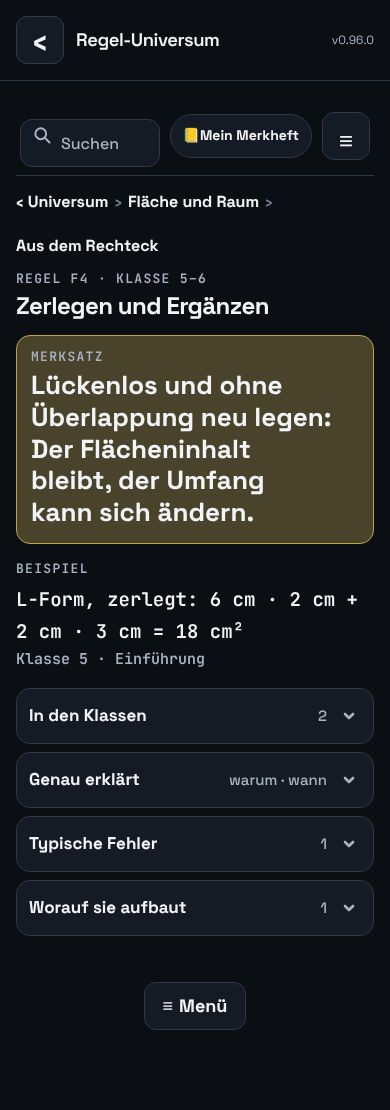 < Regel-Universum v0.96.0
Suchen 📒Mein Merkheft ≡
< Universum > Fläche und Raum >
Aus dem Rechteck
REGEL F4 · KLASSE 5–6
Zerlegen und Ergänzen
MERKSATZ
Lückenlos und ohne
Überlappung neu legen:
Der Flächeninhalt
bleibt, der Umfang
kann sich ändern.
BEISPIEL
L-Form, zerlegt: 6 cm · 2 cm +
2 cm · 3 cm = 18 cm²
Klasse 5 · Einführung
In den Klassen 2
Genau erklärt warum · wann
Typische Fehler 1
Worauf sie aufbaut 1
≡ Menü